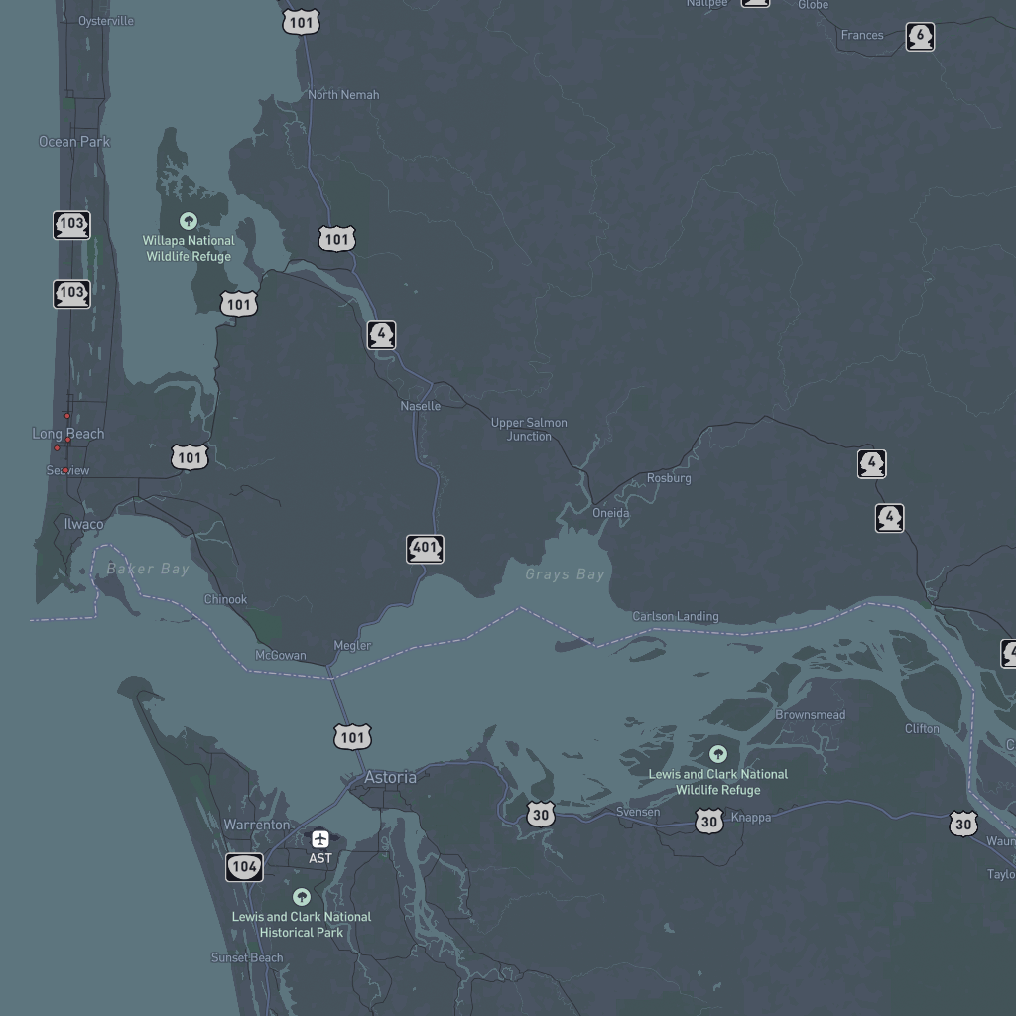 Nallpee
Globe
Oysterville
101
Frances
6
North Nemah
Ocean Park
103
Willapa National
Wildlife Refuge
101
103
101
4
Naselle
Upper Salmon
Junction
Long Beach
101
Seaview
4
Rosburg
Oneida
4
Ilwaco
401
Baker Bay
Grays Bay
Chinook
Carlson Landing
McGowan
Megler
4
101
Brownsmead
Clifton
Astoria
Lewis and Clark National
Wildlife Refuge
Warrenton
30
Svensen
30
Knappa
30
AST
104
Lewis and Clark National
Historical Park
Sunset Beach